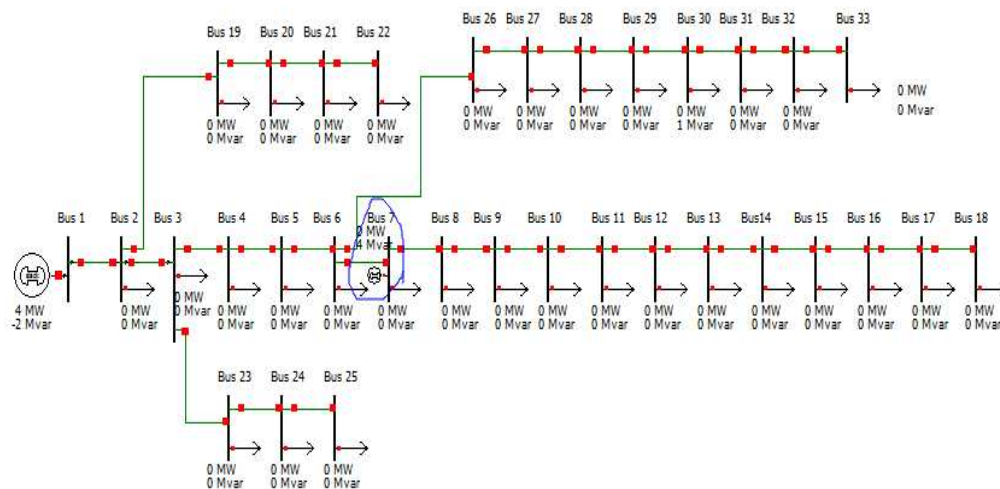 Bus 19 Bus 20 Bus 21 Bus 22
Bus 26 Bus 27 Bus 28 Bus 29 Bus 30 Bus 31 Bus 32 Bus 33
0 MW 0 MW 0 MW 0 MW
0 Mvar 0 Mvar 0 Mvar 0 Mvar
0 MW 0 MW 0 MW 0 MW 0 MW 0 MW 0 MW 0 MW
0 Mvar 0 Mvar 0 Mvar 0 Mvar 1 Mvar 0 Mvar 0 Mvar 0 Mvar
Bus 1 Bus 2 Bus 3 Bus 4 Bus 5 Bus 6 Bus 7 Bus 8 Bus 9 Bus 10 Bus 11 Bus 12 Bus 13 Bus14 Bus 15 Bus 16 Bus 17 Bus 18
0 MW
4 Mvar
4 MW
-2 Mvar
0 MW 0 MW 0 MW 0 MW 0 MW 0 MW 0 MW 0 MW 0 MW 0 MW 0 MW 0 MW 0 MW 0 MW 0 MW 0 MW 0 MW
0 Mvar 0 Mvar 0 Mvar 0 Mvar 0 Mvar 0 Mvar 0 Mvar 0 Mvar 0 Mvar 0 Mvar 0 Mvar 0 Mvar 0 Mvar 0 Mvar 0 Mvar 0 Mvar 0 Mvar
Bus 23 Bus 24 Bus 25
0 MW 0 MW 0 MW
0 Mvar 0 Mvar 0 Mvar